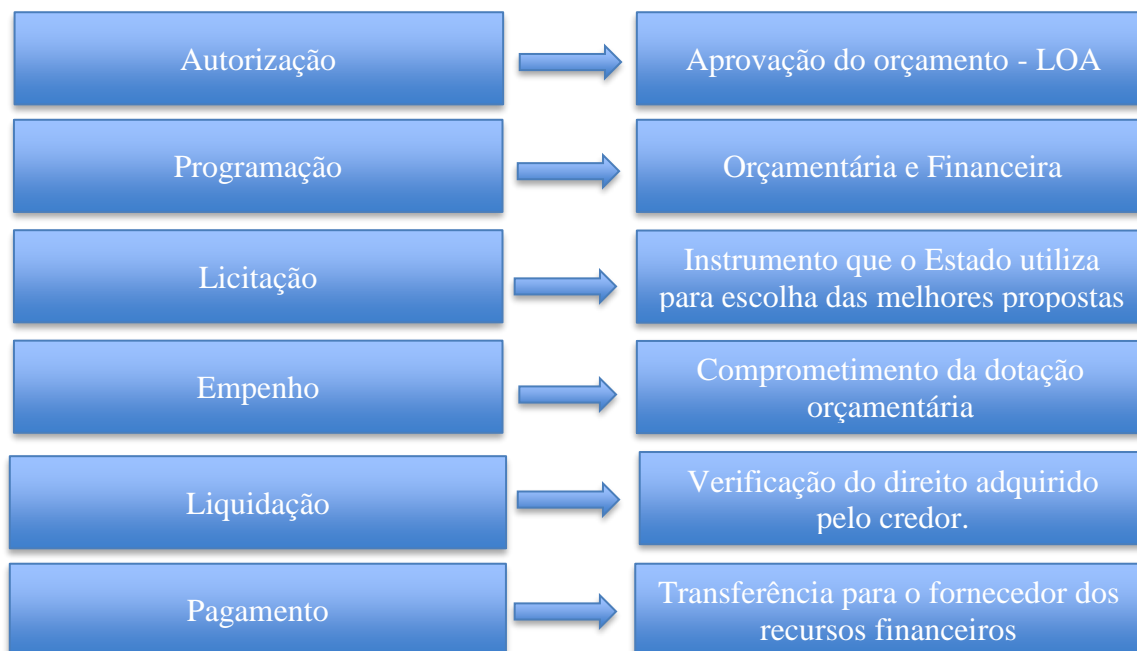 Autorização
Aprovação do orçamento - LOA
Programação
Orçamentária e Financeira
Licitação
Instrumento que o Estado utiliza
para escolha das melhores propostas
Empenho
Comprometimento da dotação
orçamentária
Liquidação
Verificação do direito adquirido
pelo credor.
Pagamento
Transferência para o fornecedor dos
recursos financeiros